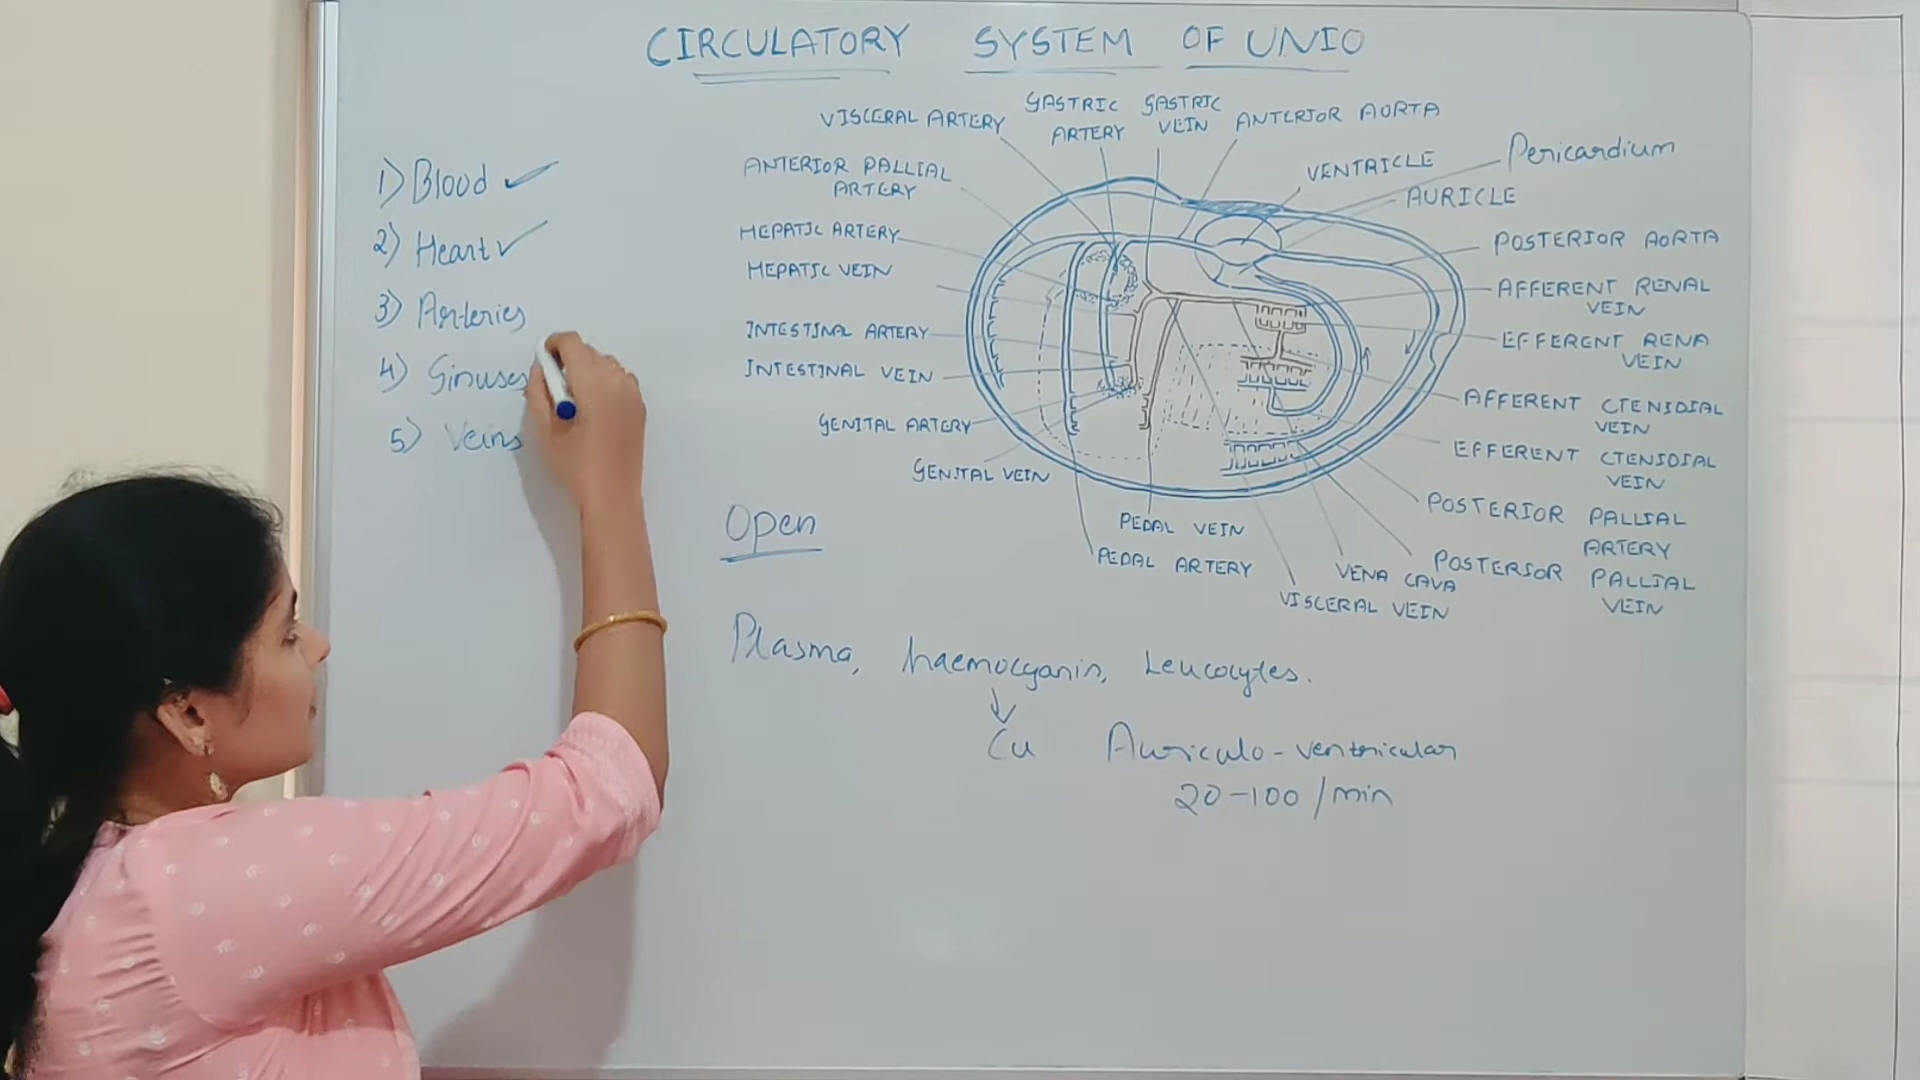 CIRCULATORY SYSTEM OF UNIO
1) Blood ✓
2) Heart ✓
3) Arteries
4) Sinuses
5) Veins
VISCERAL ARTERY
GASTRIC
ARTERY
GASTRIC
VEIN
ANTERIOR AORTA
ANTERIOR PALLIAL
ARTERY
HEPATIC ARTERY
HEPATIC VEIN
INTESTINAL ARTERY
INTESTINAL VEIN
GENITAL ARTERY
GENITAL VEIN
VENTRICLE
Pericardium
AURICLE
POSTERIOR AORTA
AFFERENT RENAL
VEIN
EFFERENT RENA
VEIN
AFFERENT CTENIDIAL
VEIN
EFFERENT CTENIDIAL
VEIN
POSTERIOR PALLIAL
ARTERY
POSTERIOR PALLIAL
VEIN
PEDAL VEIN
PEDAL ARTERY
VENA CAVA
VISCERAL VEIN
Open
Plasma, haemocyanin, Leucocytes.
↓
Cu
Auriculo-ventricular
20-100/min